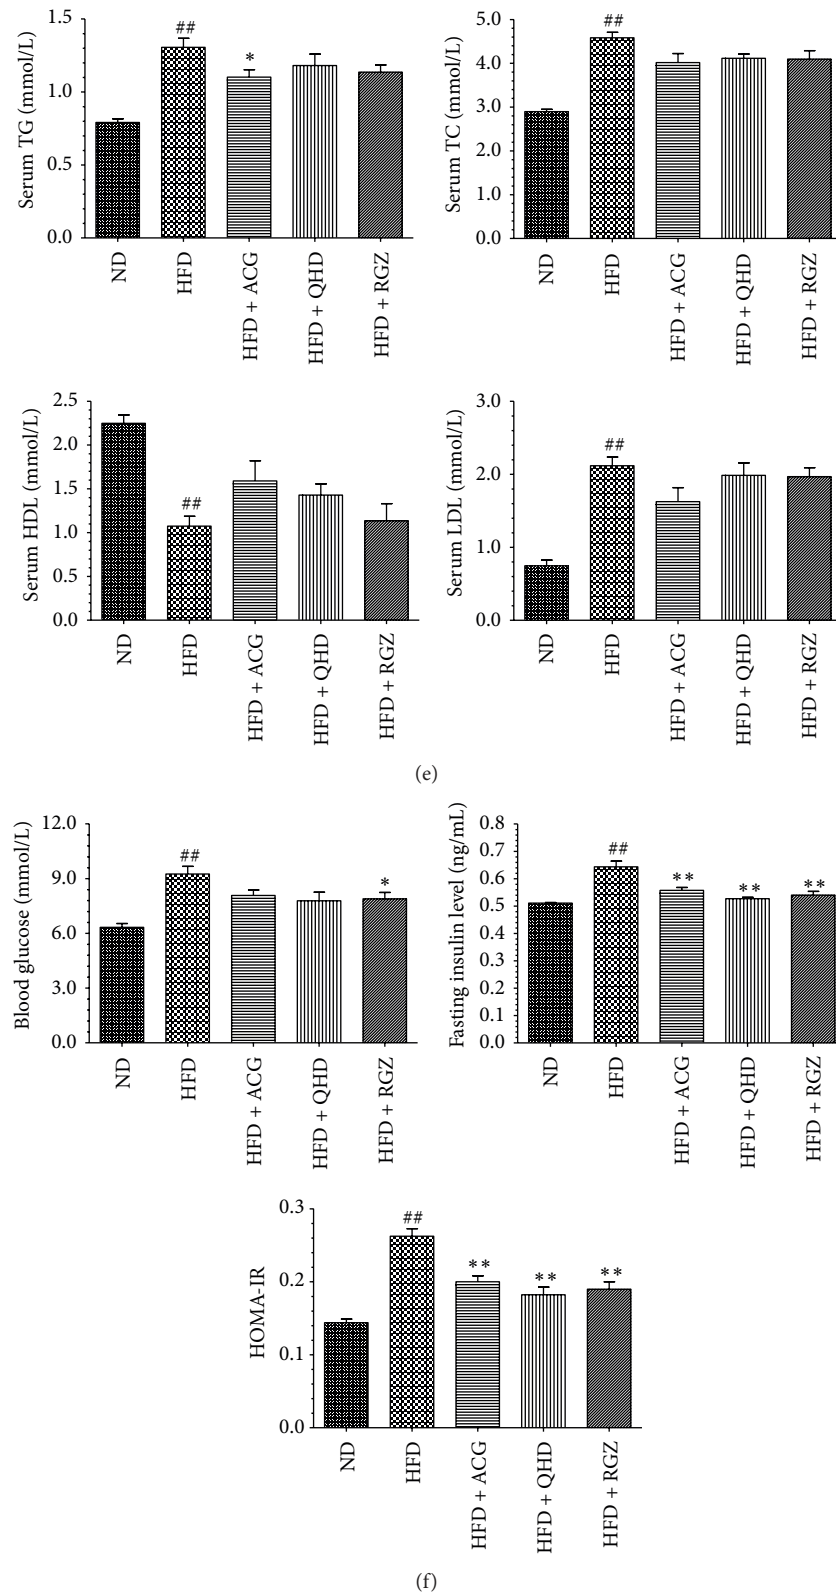 Serum TG (mmol/L)
1.5
1.0
0.5
0.0
##
*
ND
HFD
HFD + ACG
HFD + QHD
HFD + RGZ
Serum TC (mmol/L)
5.0
4.0
3.0
2.0
1.0
0.0
##
ND
HFD
HFD + ACG
HFD + QHD
HFD + RGZ
Serum HDL (mmol/L)
2.5
2.0
1.5
1.0
0.5
0.0
##
ND
HFD
HFD + ACG
HFD + QHD
HFD + RGZ
Serum LDL (mmol/L)
3.0
2.0
1.0
0.0
##
ND
HFD
HFD + ACG
HFD + QHD
HFD + RGZ
(e)
Blood glucose (mmol/L)
12.0
9.0
6.0
3.0
0.0
##
*
ND
HFD
HFD + ACG
HFD + QHD
HFD + RGZ
Fasting insulin level (ng/mL)
0.8
0.7
0.6
0.5
0.4
0.3
0.2
0.1
0.0
##
**
**
**
ND
HFD
HFD + ACG
HFD + QHD
HFD + RGZ
HOMA-IR
0.3
0.2
0.1
0.0
##
**
**
**
ND
HFD
HFD + ACG
HFD + QHD
HFD + RGZ
(f)